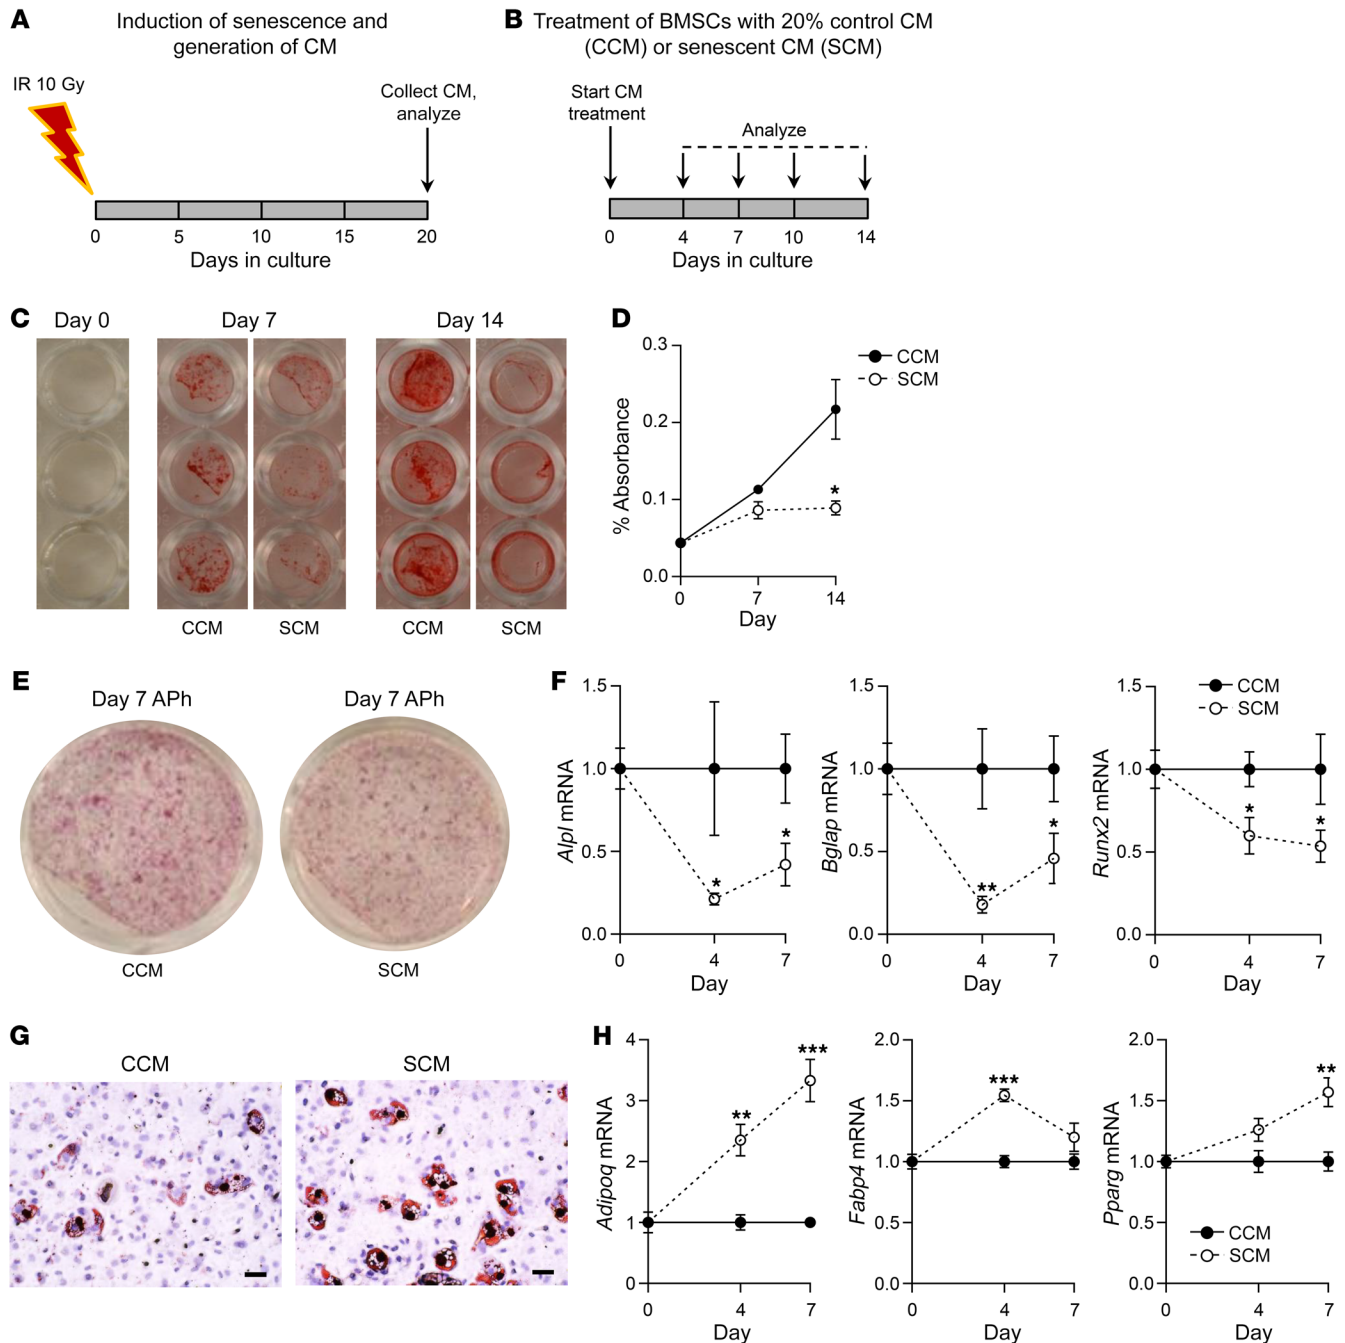 A
Induction of senescence and
generation of CM
IR 10 Gy
Collect CM,
analyze
0 5 10 15 20
Days in culture
B
Treatment of BMSCs with 20% control CM
(CCM) or senescent CM (SCM)
Start CM
treatment
Analyze
0 4 7 10 14
Days in culture
C
Day 0 Day 7 Day 14
CCM SCM CCM SCM
D
% Absorbance
0.3
0.2
0.1
0.0
0 7 14
Day
*
CCM
SCM
E
Day 7 APh Day 7 APh
CCM SCM
F
Alpl mRNA
1.5
1.0
0.5
0.0
* *
0 4 7
Day
Bglap mRNA
1.5
1.0
0.5
0.0
** *
0 4 7
Day
Runx2 mRNA
1.5
1.0
0.5
0.0
* *
0 4 7
Day
CCM
SCM
G
CCM SCM
H
Adipoq mRNA
4
3
2
1
0
** ***
0 4 7
Day
Fabp4 mRNA
2.0
1.5
1.0
0.5
0.0
***
0 4 7
Day
Pparg mRNA
2.0
1.5
1.0
0.5
0.0
**
CCM
SCM
0 4 7
Day